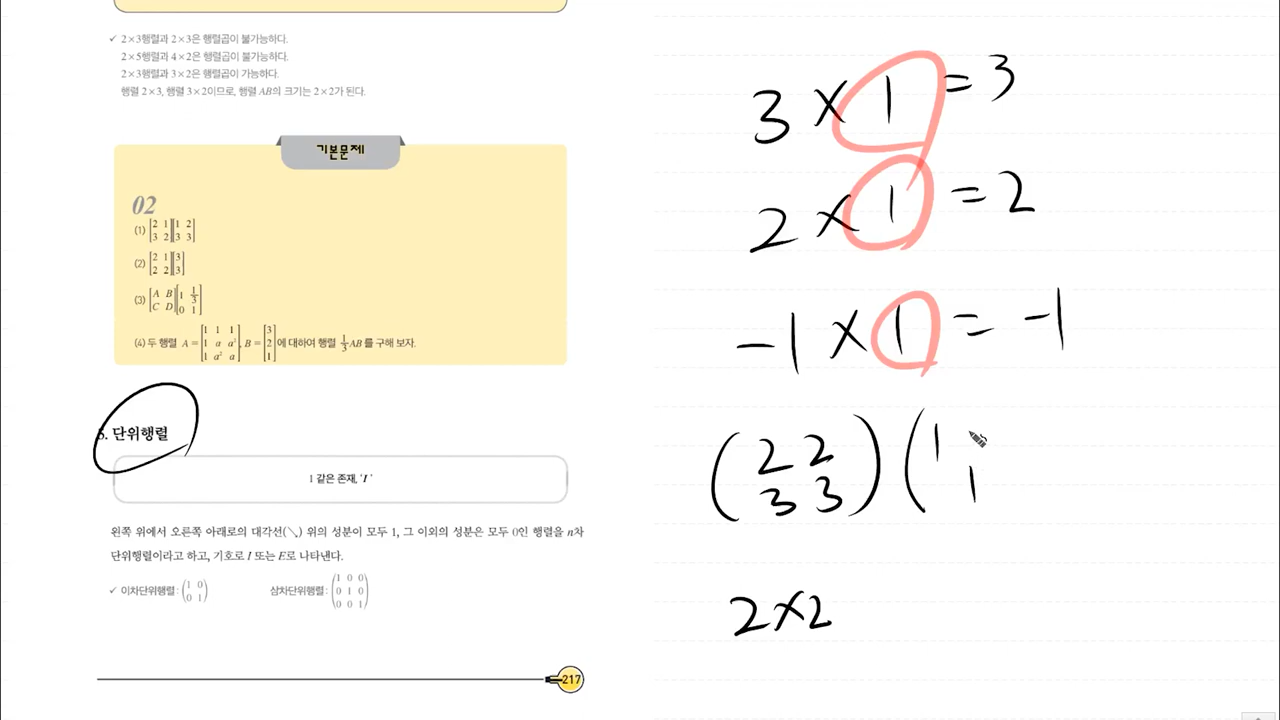 ✓ 2×3행렬과 2×3은 행렬곱이 불가능하다.
2×5행렬과 4×2은 행렬곱이 불가능하다.
2×3행렬과 3×2은 행렬곱이 가능하다.
행렬 2×3, 행렬 3×2이므로, 행렬 AB의 크기는 2×2가 된다.
기본문제
02
(1) [2 1; 3 2][1 2; 3 3]
(2) [2 1; 2 2][3; 3]
(3) [A B; C D][1 1/3; 0 1]
(4) 두 행렬 A = [1 1 1; 1 a a²; 1 a² a], B = [3; 2; 1]에 대하여 행렬 1/3 AB를 구해 보자.
5. 단위행렬
1 같은 존재, 'I'
왼쪽 위에서 오른쪽 아래로의 대각선(↘) 위의 성분이 모두 1, 그 이외의 성분은 모두 0인 행렬을 n차
단위행렬이라고 하고, 기호로 I 또는 E로 나타낸다.
✓ 이차단위행렬 : (1 0; 0 1) 삼차단위행렬 : (1 0 0; 0 1 0; 0 0 1)
217
3 × 1 = 3
2 × 1 = 2
-1 × 1 = -1
(2 2; 3 3)(1 1
2×2